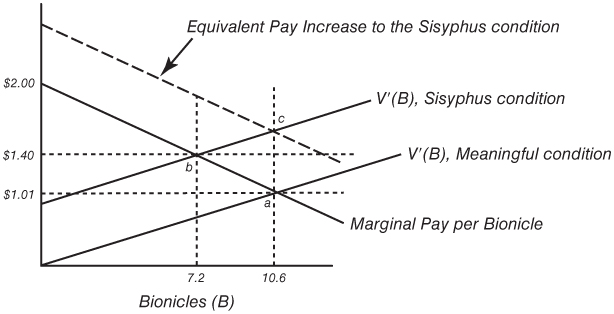 Equivalent Pay Increase to the Sisyphus condition
$2.00
c
V'(B), Sisyphus condition
$1.40
b
V'(B), Meaningful condition
$1.01
a
Marginal Pay per Bionicle
7.2
10.6
Bionicles (B)